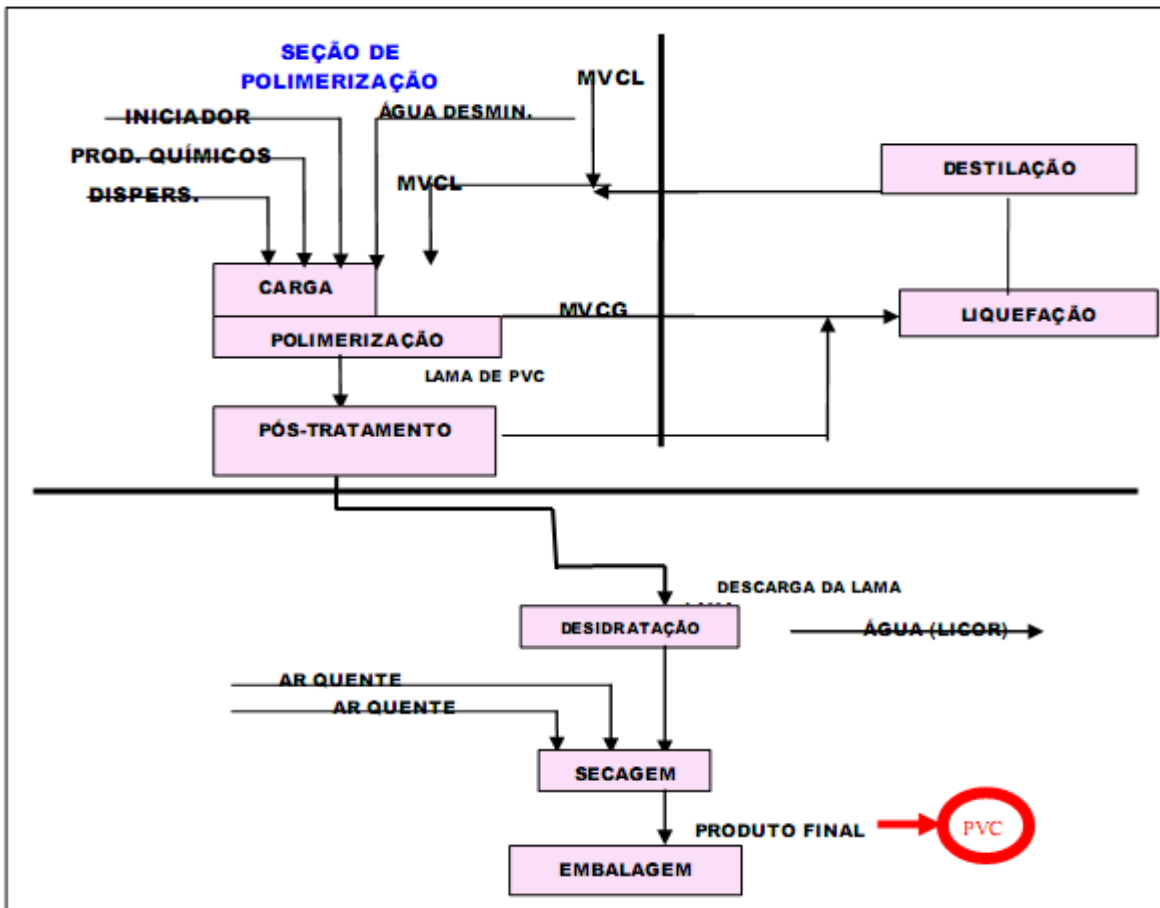 SEÇÃO DE
POLIMERIZAÇÃO
MVCL
INICIADOR
ÁGUA DESMIN.
PROD. QUÍMICOS
DISPERS.
MVCL
DESTILAÇÃO
CARGA
MVCG
LIQUEFAÇÃO
POLIMERIZAÇÃO
LAMA DE PVC
PÓS-TRATAMENTO
DESCARGA DA LAMA
DESIDRATAÇÃO
ÁGUA (LICOR)
AR QUENTE
AR QUENTE
SECAGEM
PRODUTO FINAL
PVC
EMBALAGEM